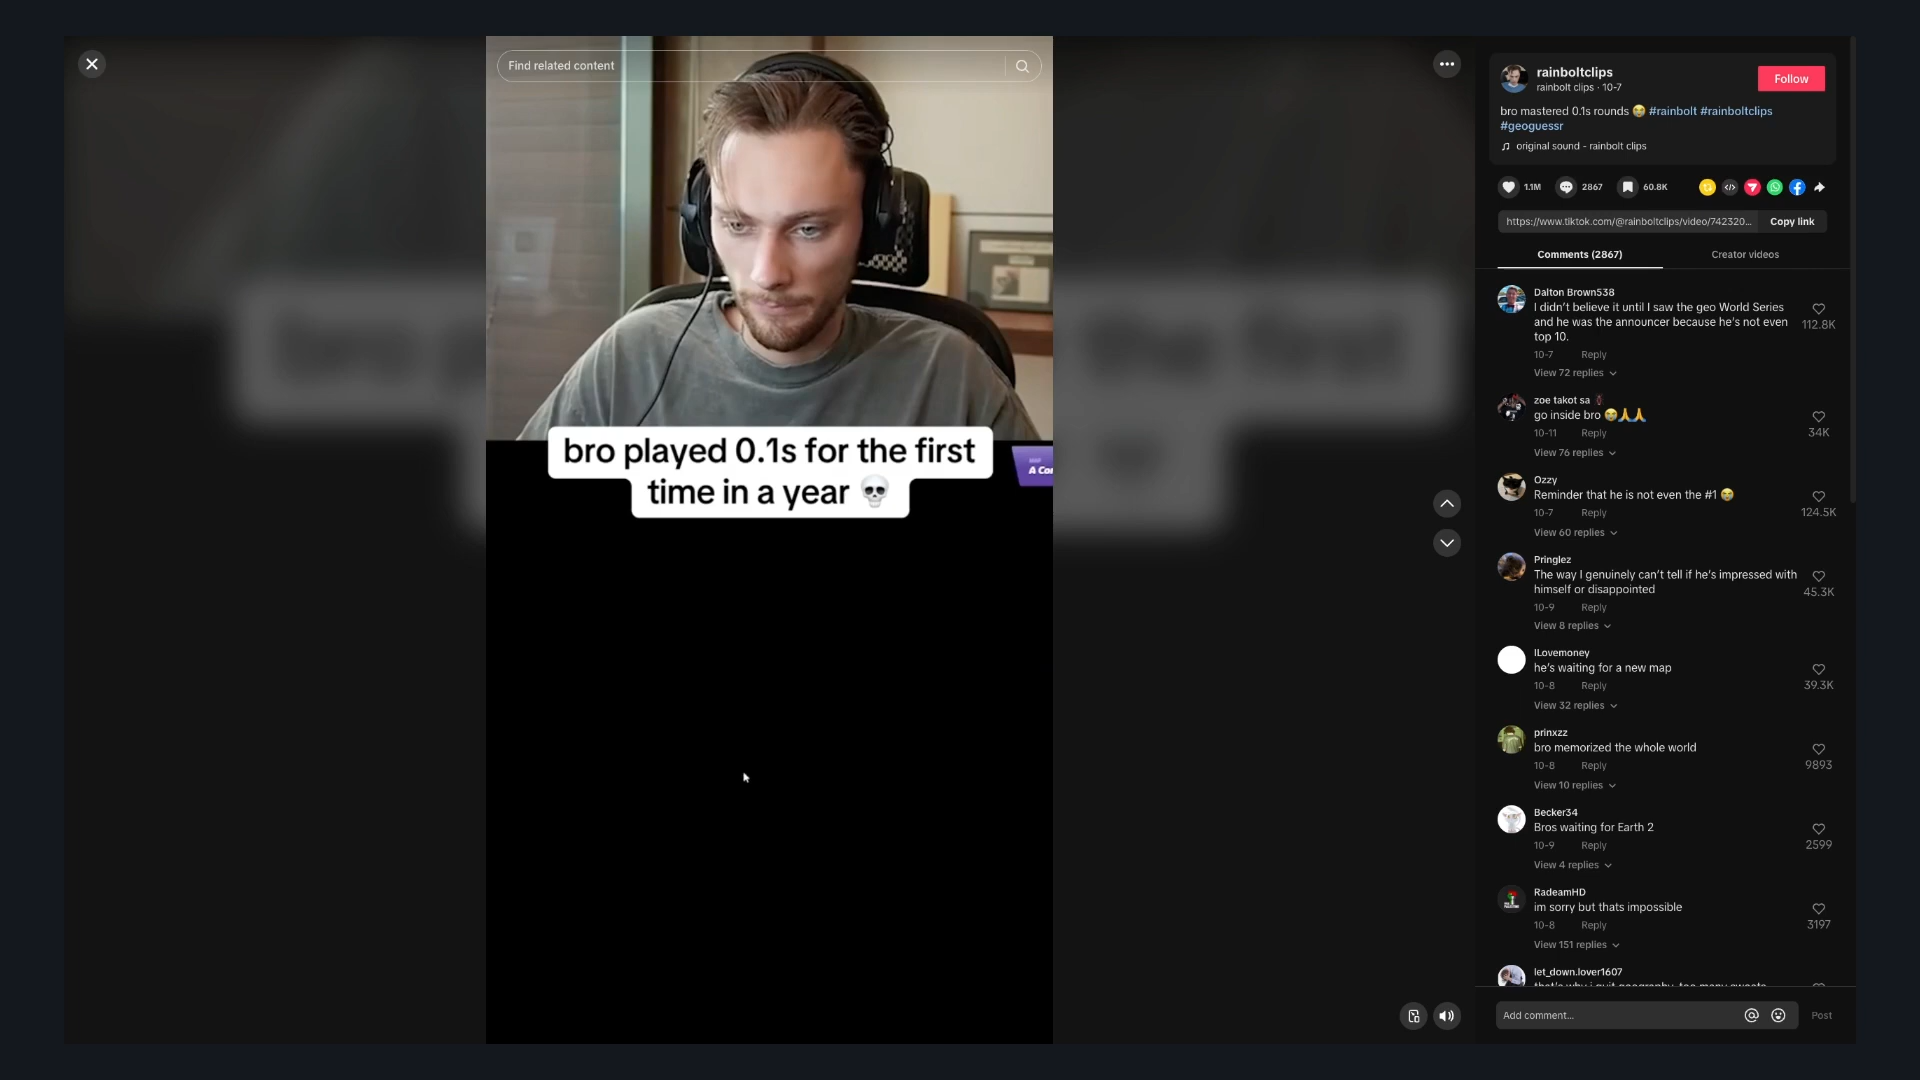 Find related content
bro played 0.1s for the first
time in a year 💀
A Co
rainboltclips
rainbolt clips · 10-7
Follow
bro mastered 0.1s rounds 😭 #rainbolt #rainboltclips
#geoguessr
original sound - rainbolt clips
1.1M
2867
60.8K
https://www.tiktok.com/@rainboltclips/video/742320...
Copy link
Comments (2867)
Creator videos
Dalton Brown538
I didn't believe it until I saw the geo World Series
and he was the announcer because he's not even
top 10.
112.8K
10-7 Reply
View 72 replies
zoe takot sa
go inside bro 😭🙏🙏
34K
10-11 Reply
View 76 replies
Ozzy
Reminder that he is not even the #1 😭
124.5K
10-7 Reply
View 60 replies
Pringlez
The way I genuinely can't tell if he's impressed with
himself or disappointed
45.3K
10-9 Reply
View 8 replies
ILovemoney
he's waiting for a new map
39.3K
10-8 Reply
View 32 replies
prinxzz
bro memorized the whole world
9893
10-8 Reply
View 10 replies
Becker34
Bros waiting for Earth 2
2599
10-9 Reply
View 4 replies
RadeamHD
im sorry but thats impossible
3197
10-8 Reply
View 151 replies
let_down.lover1607
that's why i quit geography, too many sweats
Add comment...
Post